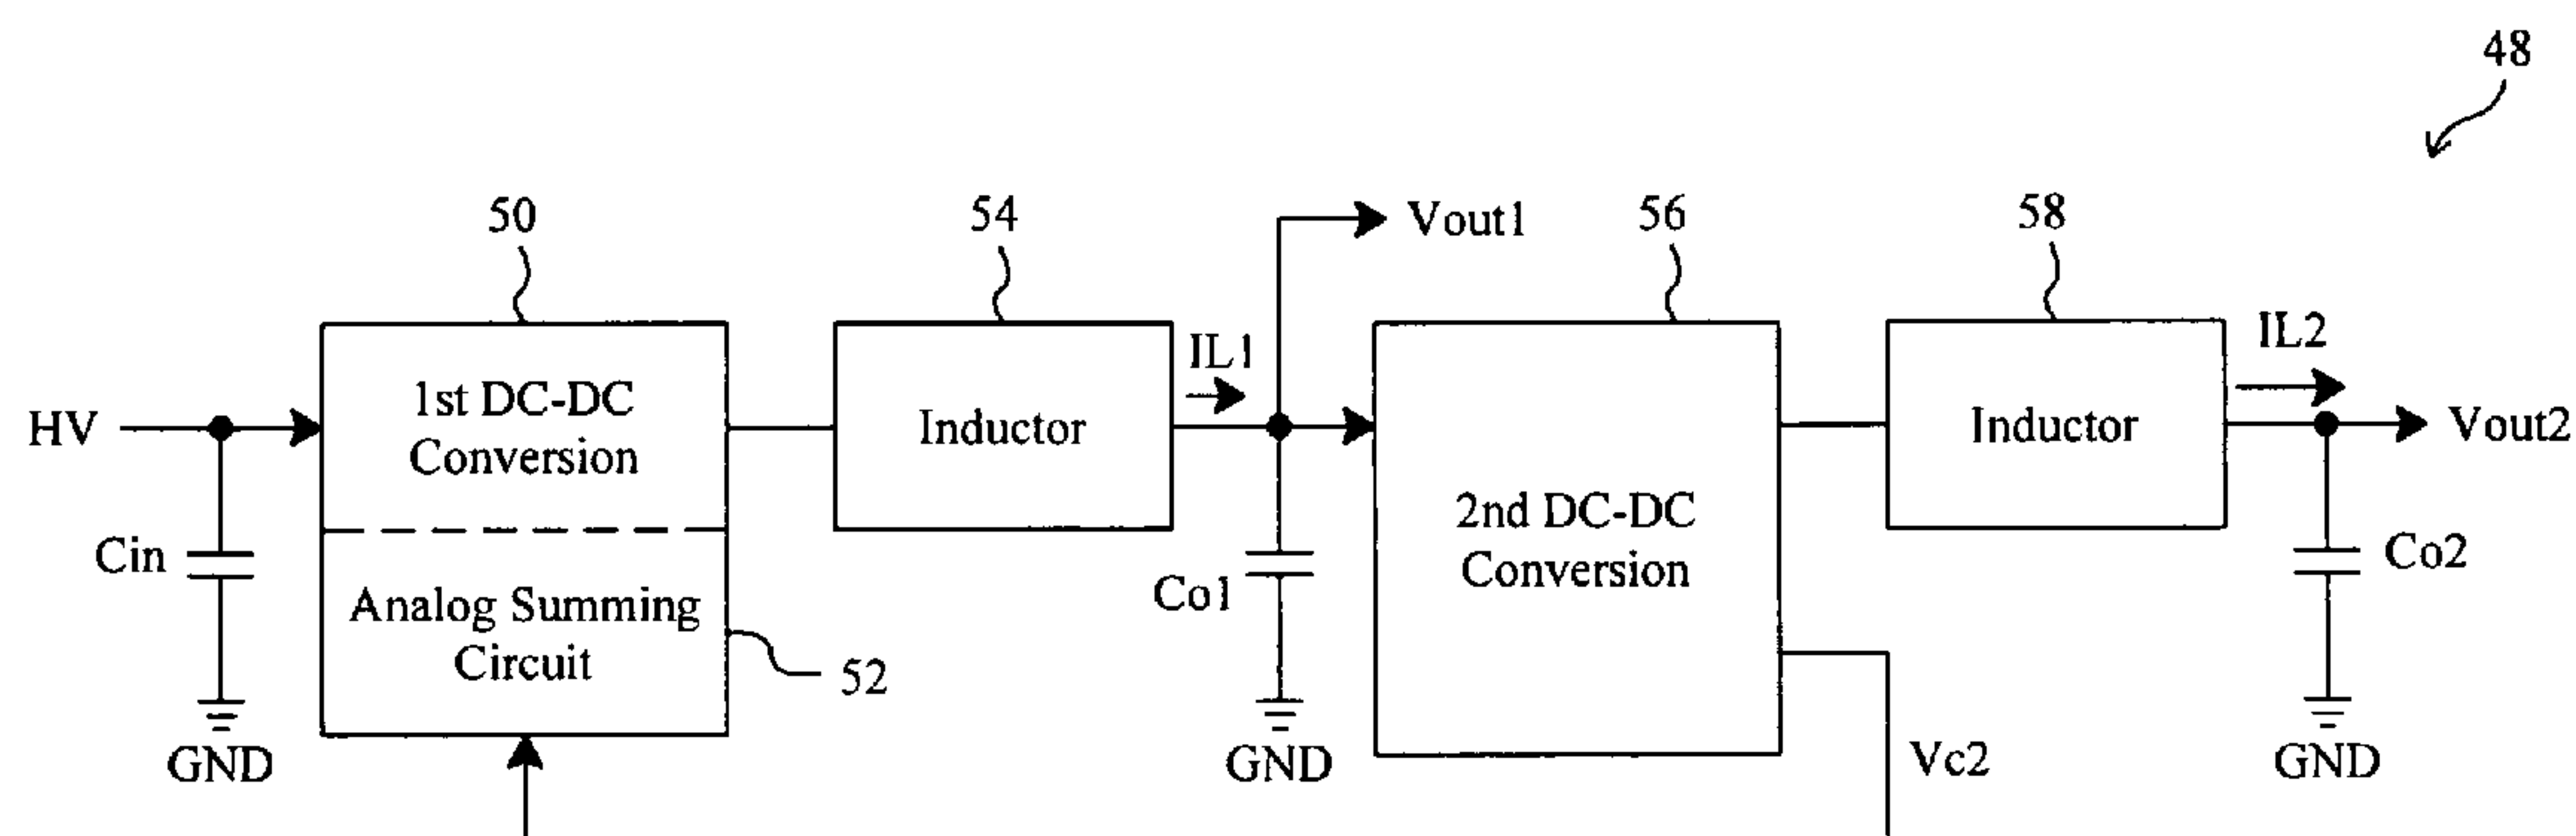 48
50
54
Vout1
56
58
IL1
IL2
HV
1st DC-DC
Conversion
Inductor
Inductor
Vout2
2nd DC-DC
Conversion
Cin
Co1
Co2
Analog Summing
Circuit
52
GND
GND
Vc2
GND